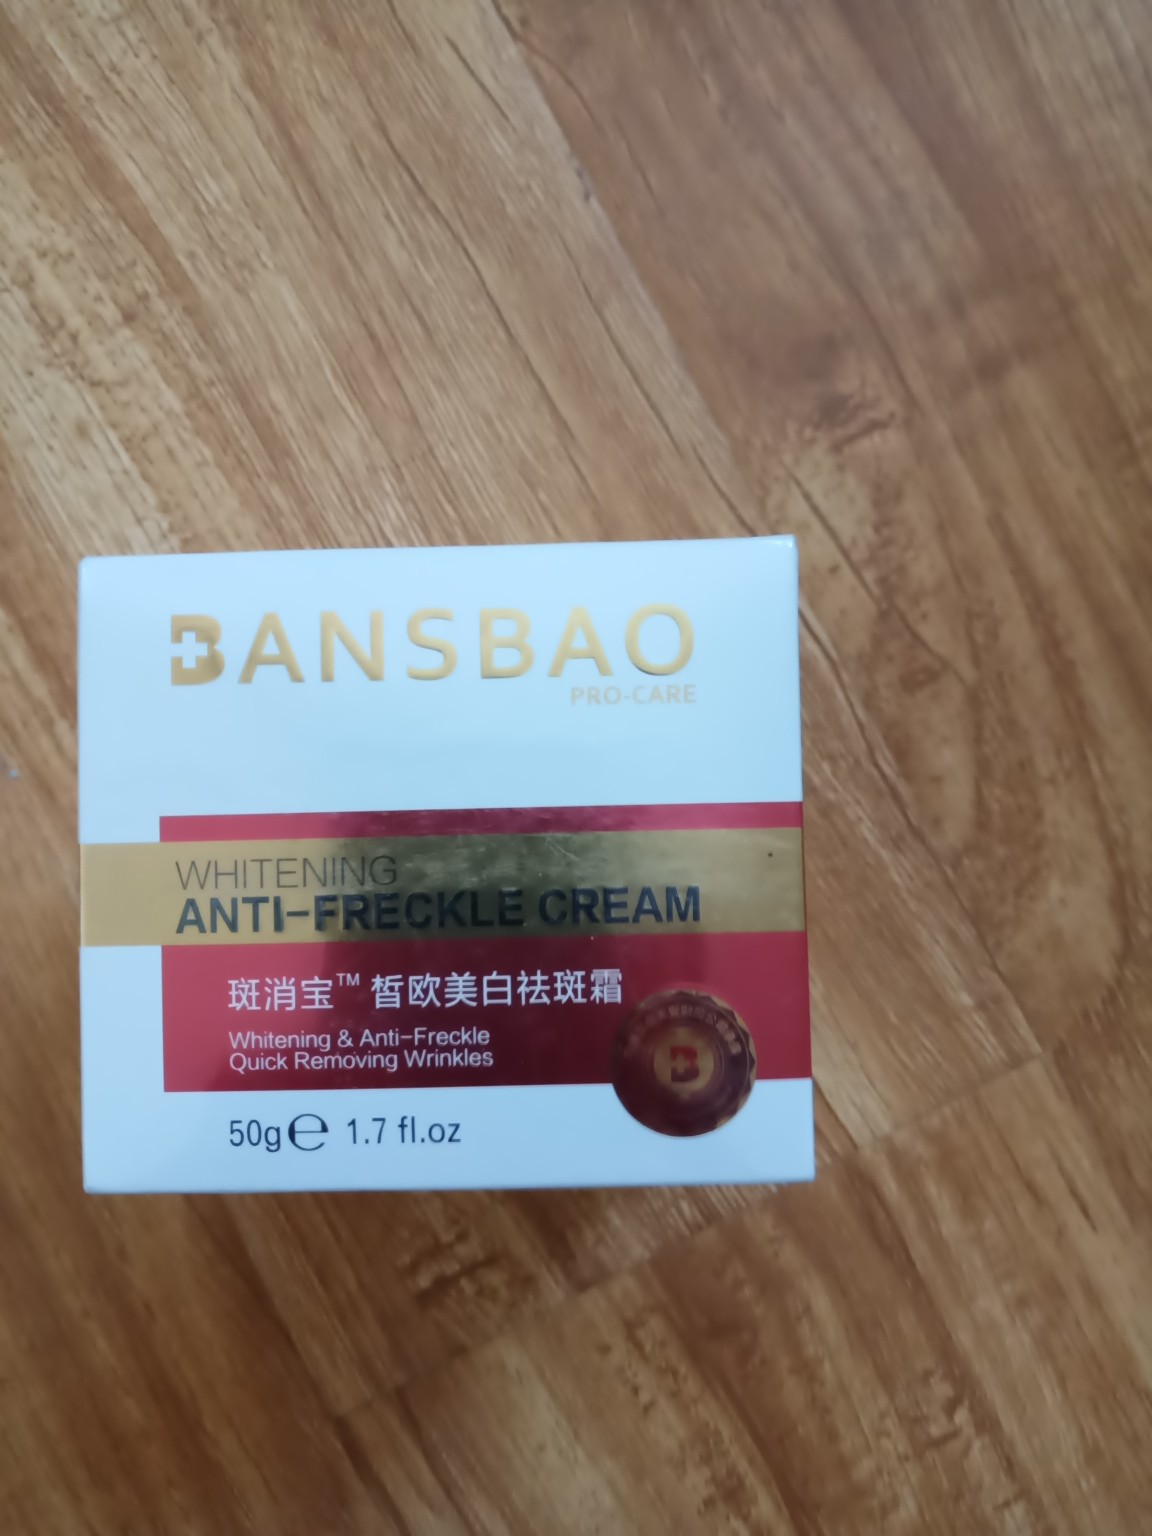 BANSBAO
PRO-CARE
WHITENING
ANTI-FRECKLE CREAM
斑消宝™ 皙欧美白祛斑霜
Whitening & Anti-Freckle
Quick Removing Wrinkles
50g℮ 1.7 fl.oz
B